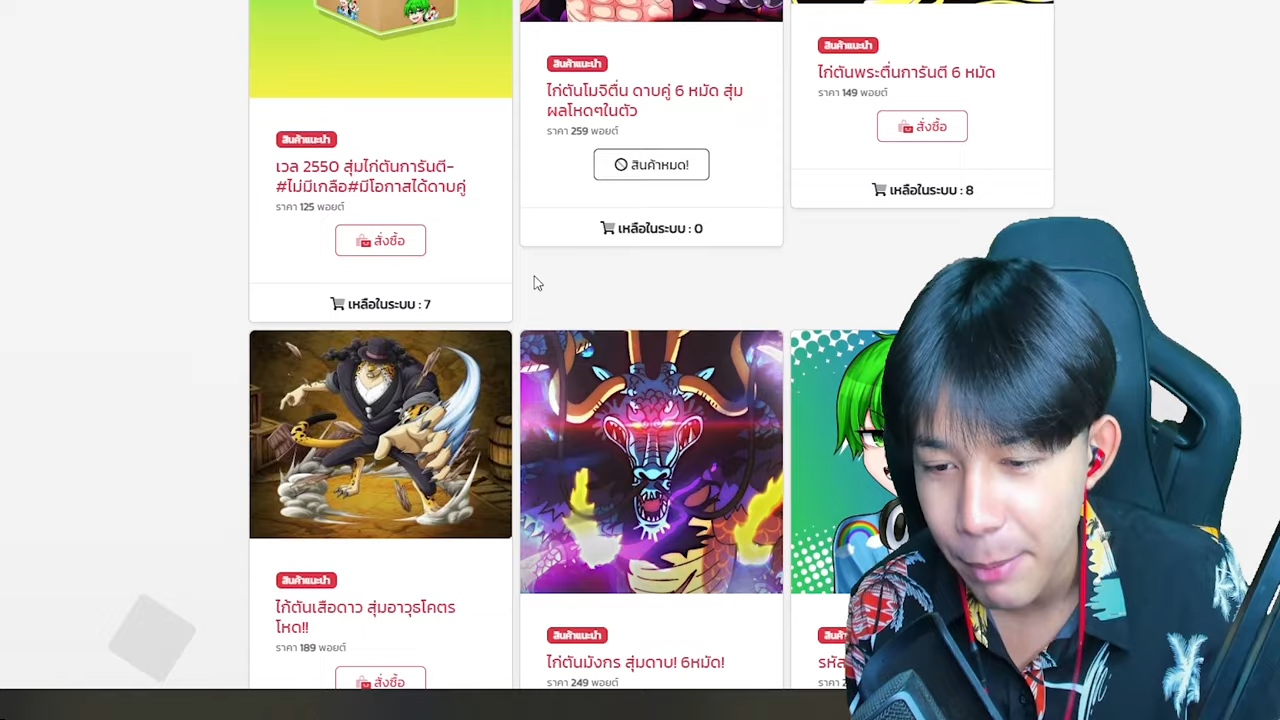 สินค้าแนะนำ
เวล 2550 สุ่มไก่ตันการันตี-
#ไม่มีเกลือ#มีโอกาสได้ดาบคู่
ราคา 125 พอยต์
สั่งซื้อ
เหลือในระบบ : 7
สินค้าแนะนำ
ไก่ตันโมจิตื่น ดาบคู่ 6 หมัด สุ่ม
ผลโหดๆในตัว
ราคา 259 พอยต์
สินค้าหมด!
เหลือในระบบ : 0
สินค้าแนะนำ
ไก่ตันพระตื่นการันตี 6 หมัด
ราคา 149 พอยต์
สั่งซื้อ
เหลือในระบบ : 8
สินค้าแนะนำ
ไก้ตันเสือดาว สุ่มอาวุธโคตร
โหด!!
ราคา 189 พอยต์
สั่งซื้อ
สินค้าแนะนำ
ไก่ตันมังกร สุ่มดาบ! 6หมัด!
ราคา 249 พอยต์
รหัส
ราคา 2